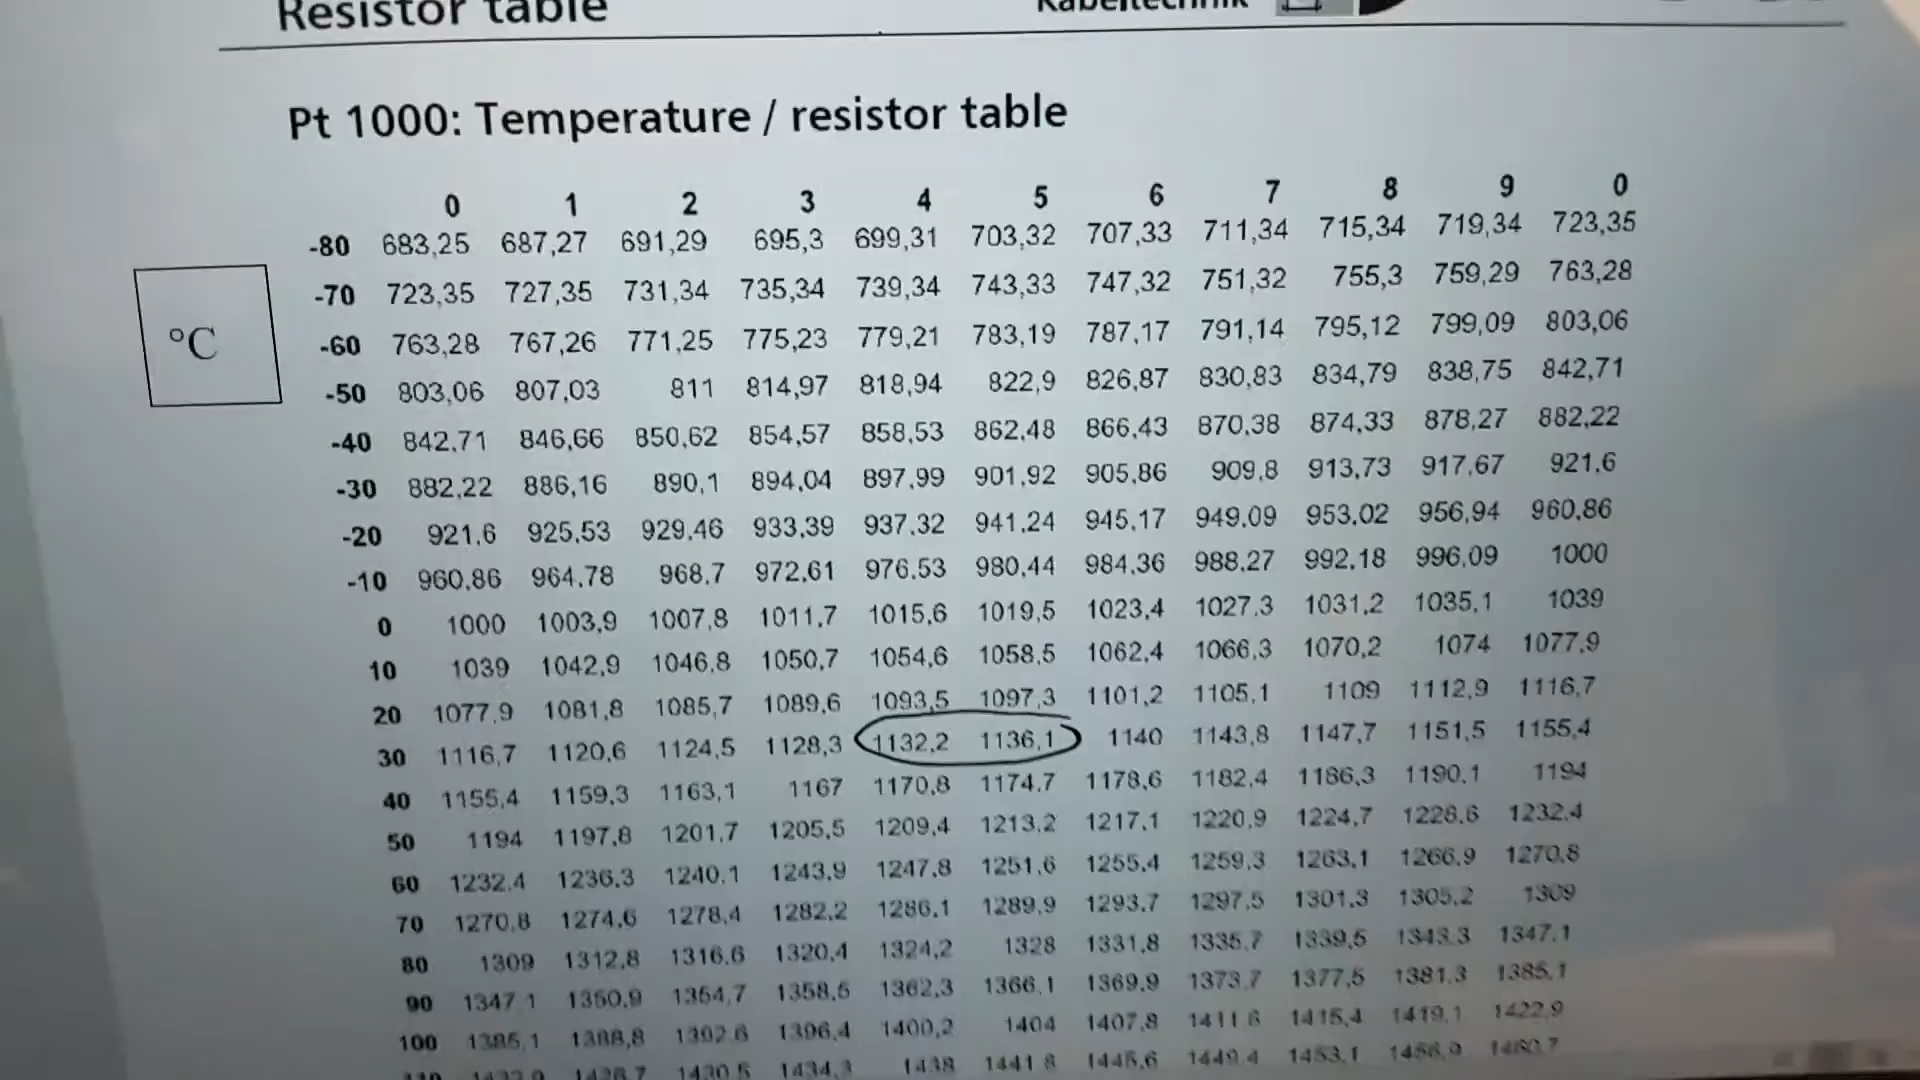 Resistor table
Kabeltechnik
Pt 1000: Temperature / resistor table
0 1 2 3 4 5 6 7 8 9 0
-80 683,25 687,27 691,29 695,3 699,31 703,32 707,33 711,34 715,34 719,34 723,35
-70 723,35 727,35 731,34 735,34 739,34 743,33 747,32 751,32 755,3 759,29 763,28
°C
-60 763,28 767,26 771,25 775,23 779,21 783,19 787,17 791,14 795,12 799,09 803,06
-50 803,06 807,03 811 814,97 818,94 822,9 826,87 830,83 834,79 838,75 842,71
-40 842,71 846,66 850,62 854,57 858,53 862,48 866,43 870,38 874,33 878,27 882,22
-30 882,22 886,16 890,1 894,04 897,99 901,92 905,86 909,8 913,73 917,67 921,6
-20 921,6 925,53 929,46 933,39 937,32 941,24 945,17 949,09 953,02 956,94 960,86
-10 960,86 964,78 968,7 972,61 976,53 980,44 984,36 988,27 992,18 996,09 1000
0 1000 1003,9 1007,8 1011,7 1015,6 1019,5 1023,4 1027,3 1031,2 1035,1 1039
10 1039 1042,9 1046,8 1050,7 1054,6 1058,5 1062,4 1066,3 1070,2 1074 1077,9
20 1077,9 1081,8 1085,7 1089,6 1093,5 1097,3 1101,2 1105,1 1109 1112,9 1116,7
30 1116,7 1120,6 1124,5 1128,3 1132,2 1136,1 1140 1143,8 1147,7 1151,5 1155,4
40 1155,4 1159,3 1163,1 1167 1170,8 1174,7 1178,6 1182,4 1186,3 1190,1 1194
50 1194 1197,8 1201,7 1205,5 1209,4 1213,2 1217,1 1220,9 1224,7 1228,6 1232,4
60 1232,4 1236,3 1240,1 1243,9 1247,8 1251,6 1255,4 1259,3 1263,1 1266,9 1270,8
70 1270,8 1274,6 1278,4 1282,2 1286,1 1289,9 1293,7 1297,5 1301,3 1305,2 1309
80 1309 1312,8 1316,6 1320,4 1324,2 1328 1331,8 1335,7 1339,5 1343,3 1347,1
90 1347,1 1350,9 1354,7 1358,5 1362,3 1366,1 1369,9 1373,7 1377,5 1381,3 1385,1
100 1385,1 1388,8 1392,6 1396,4 1400,2 1404 1407,8 1411,6 1415,4 1419,1 1422,9
1430,5 1434,3 1438 1441,8 1445,6 1449,4 1453,1 1456,9 1460,7